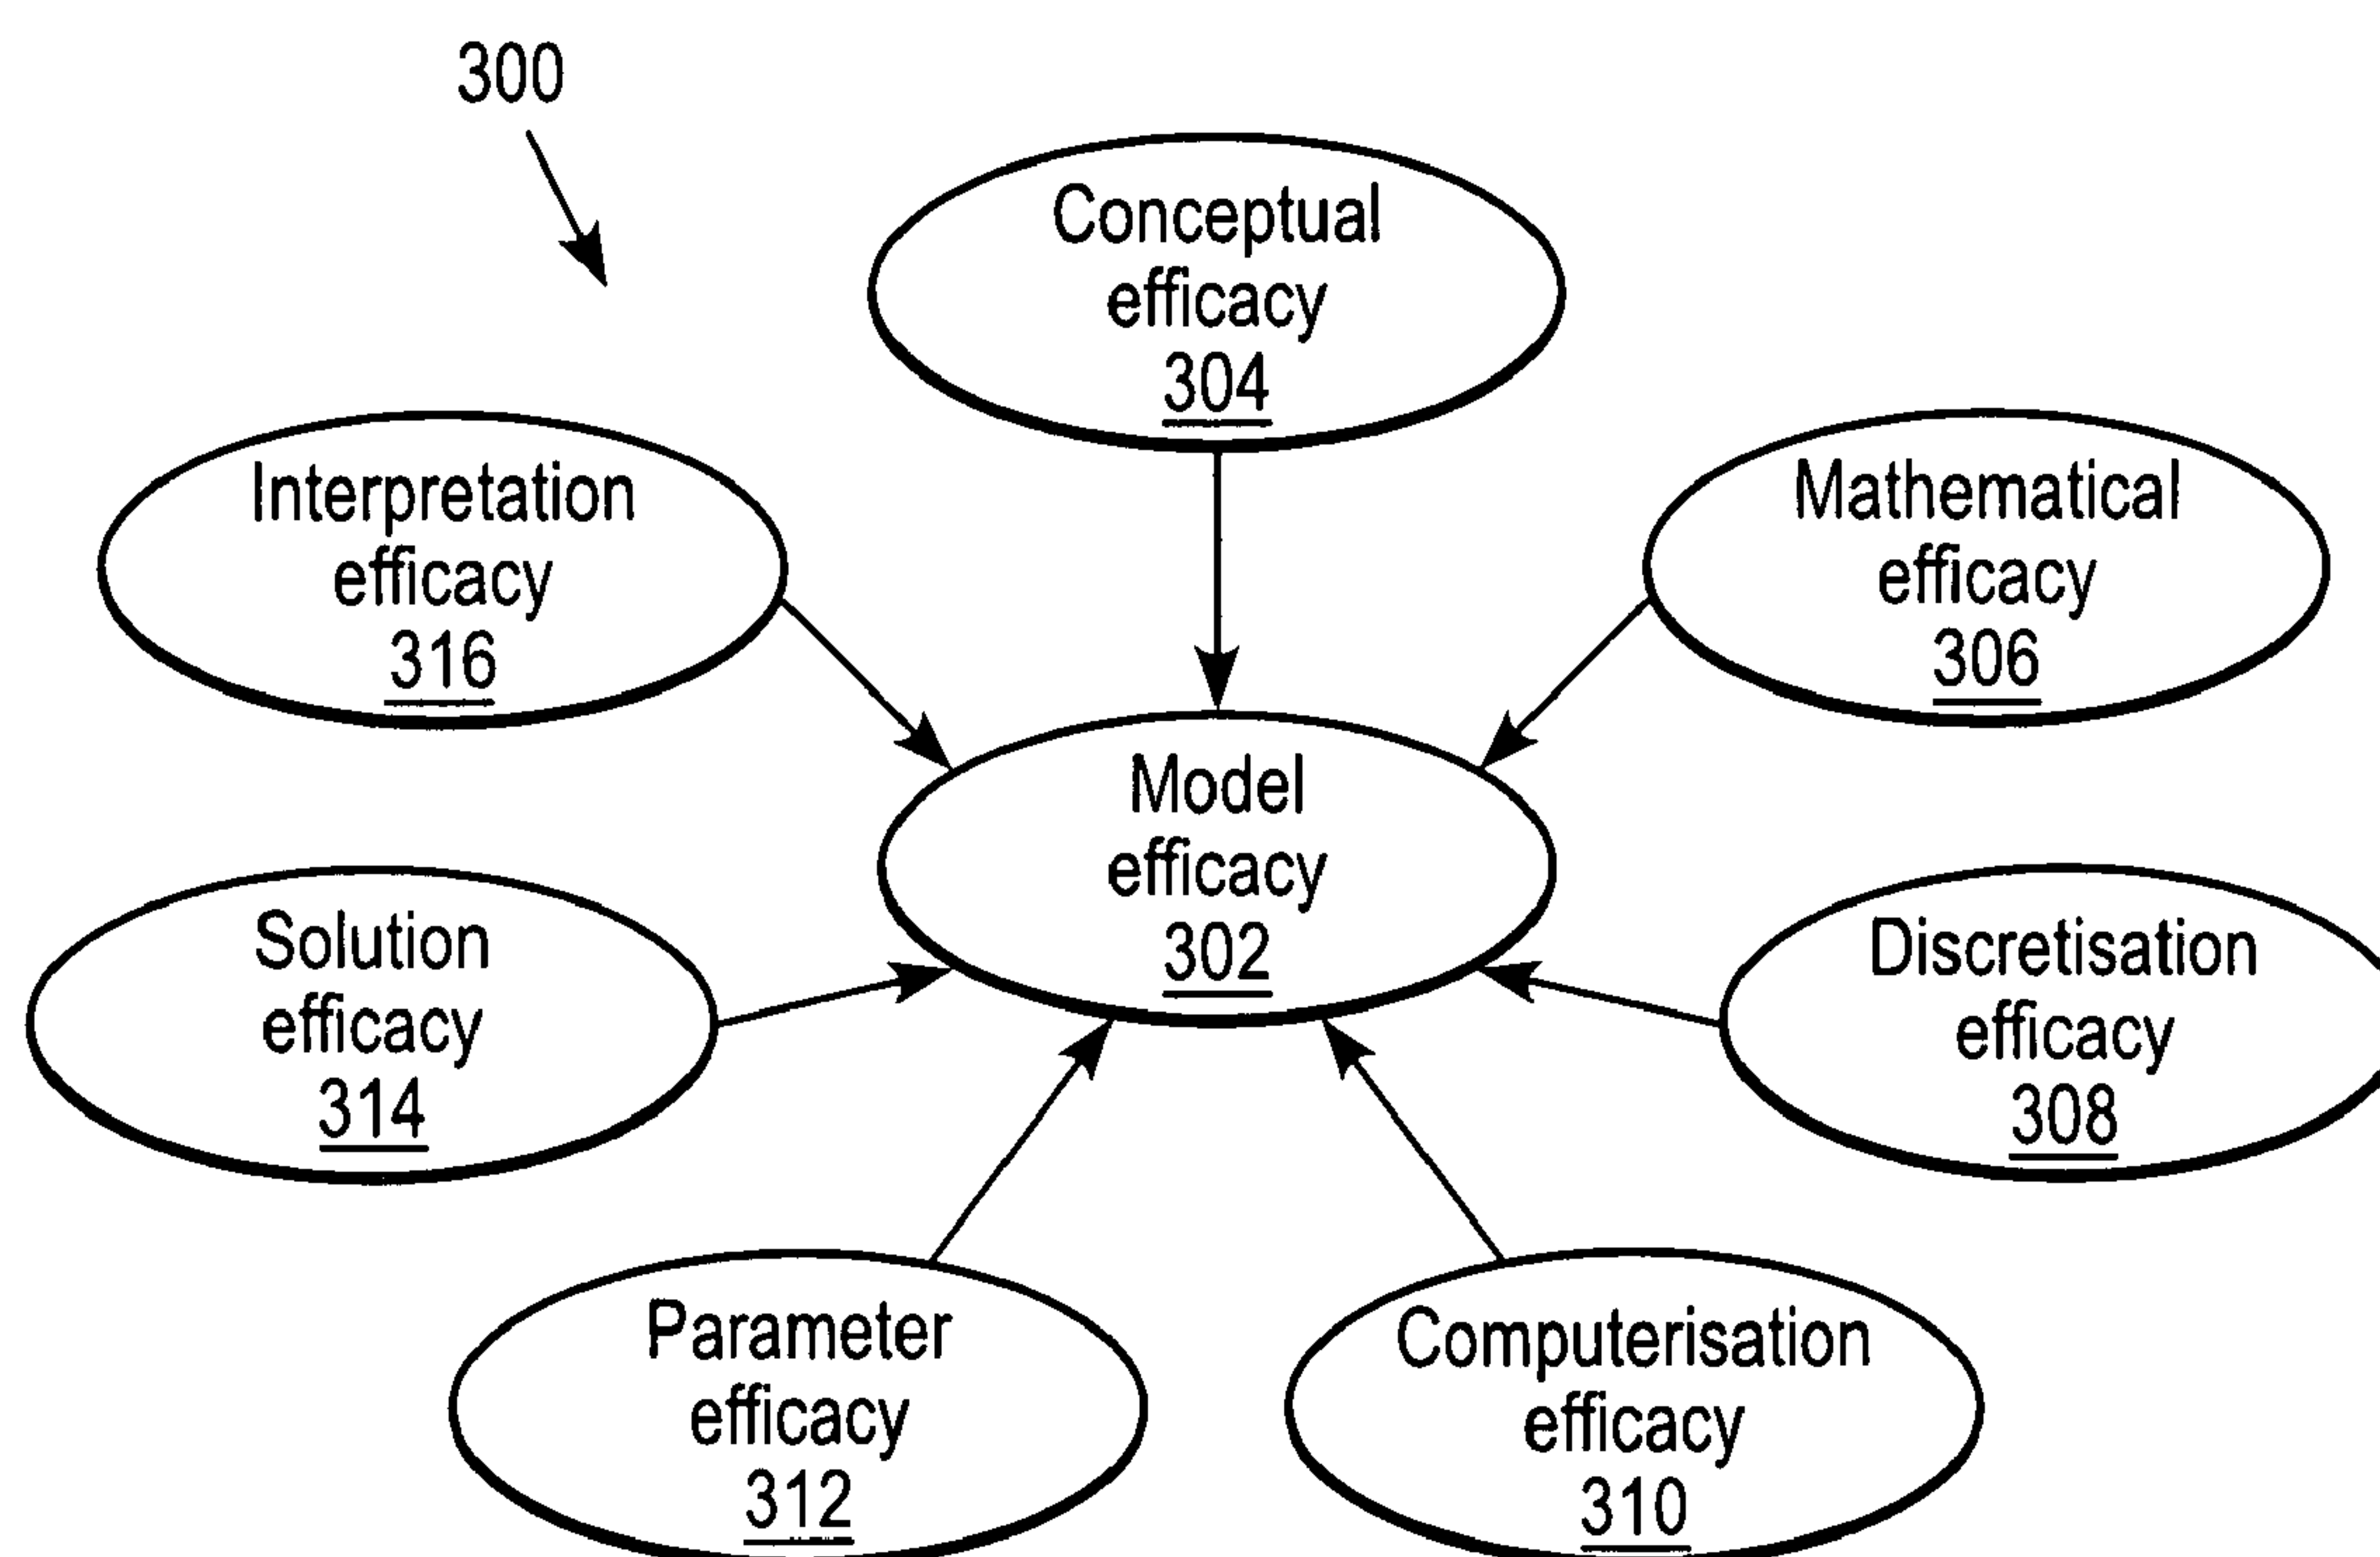 300
Conceptual
efficacy
304
Interpretation
efficacy
316
Mathematical
efficacy
306
Model
efficacy
302
Solution
efficacy
314
Discretisation
efficacy
308
Parameter
efficacy
312
Computerisation
efficacy
310